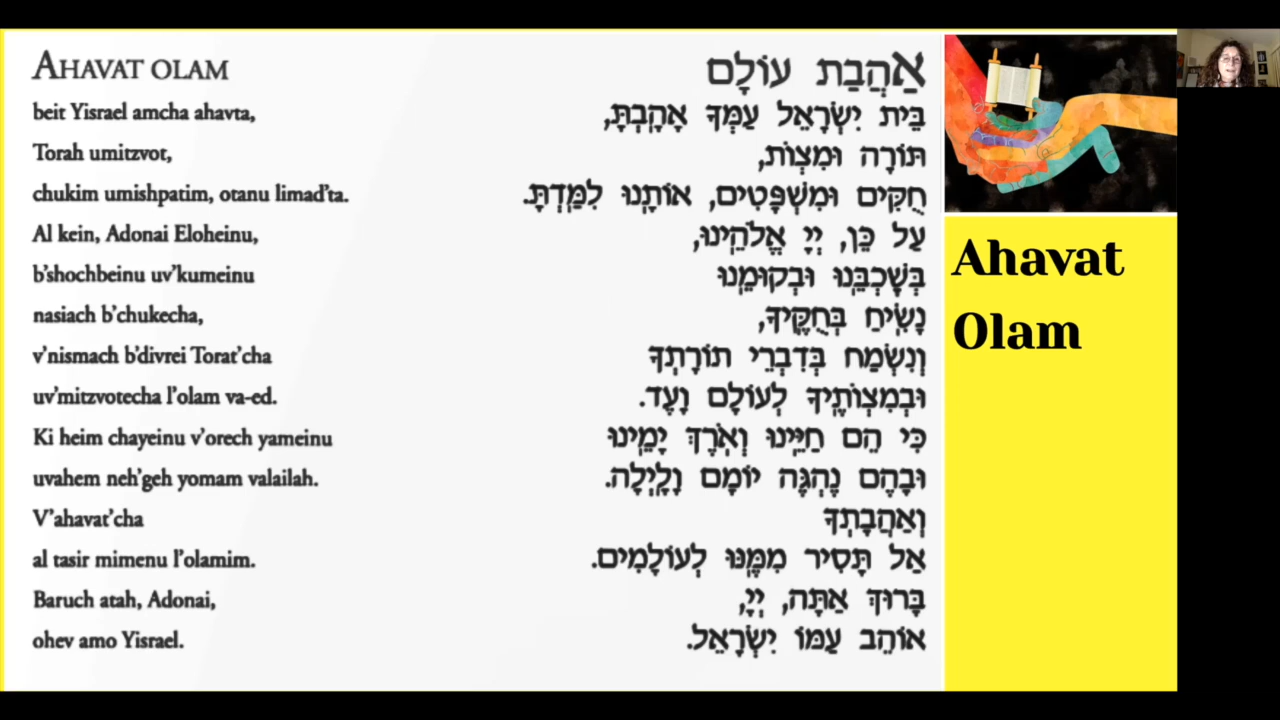 AHAVAT OLAM
beit Yisrael amcha ahavta,
Torah umitzvot,
chukim umishpatim, otanu limad'ta.
Al kein, Adonai Eloheinu,
b'shochbeinu uv'kumeinu
nasiach b'chukecha,
v'nismach b'divrei Torat'cha
uv'mitzvotecha l'olam va-ed.
Ki heim chayeinu v'orech yameinu
uvahem neh'geh yomam valailah.
V'ahavat'cha
al tasir mimenu l'olamim.
Baruch atah, Adonai,
ohev amo Yisrael.
אַהֲבַת עוֹלָם
בֵּית יִשְׂרָאֵל עַמְּךָ אָהָבְתָּ,
תּוֹרָה וּמִצְוֹת,
חֻקִּים וּמִשְׁפָּטִים, אוֹתָנוּ לִמַּדְתָּ.
עַל כֵּן, יְיָ אֱלֹהֵינוּ,
בְּשָׁכְבֵּנוּ וּבְקוּמֵנוּ
נָשִׂיחַ בְּחֻקֶּיךָ,
וְנִשְׂמַח בְּדִבְרֵי תוֹרָתְךָ
וּבְמִצְוֹתֶיךָ לְעוֹלָם וָעֶד.
כִּי הֵם חַיֵּינוּ וְאֹרֶךְ יָמֵינוּ
וּבָהֶם נֶהְגֶּה יוֹמָם וָלָיְלָה.
וְאַהֲבָתְךָ
אַל תָּסִיר מִמֶּנּוּ לְעוֹלָמִים.
בָּרוּךְ אַתָּה, יְיָ,
אוֹהֵב עַמּוֹ יִשְׂרָאֵל.
Ahavat
Olam